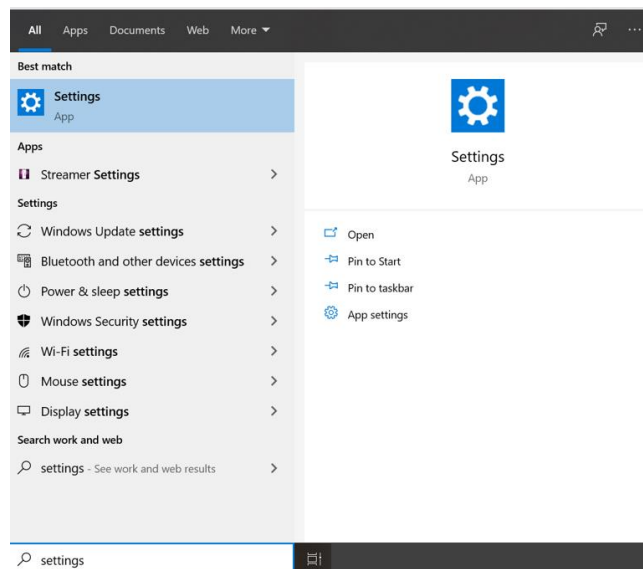 All Apps Documents Web More
Best match
Settings
App
Apps
Streamer Settings
Settings
Windows Update settings
Bluetooth and other devices settings
Power & sleep settings
Windows Security settings
Wi-Fi settings
Mouse settings
Display settings
Search work and web
settings - See work and web results
settings
Settings
App
Open
Pin to Start
Pin to taskbar
App settings